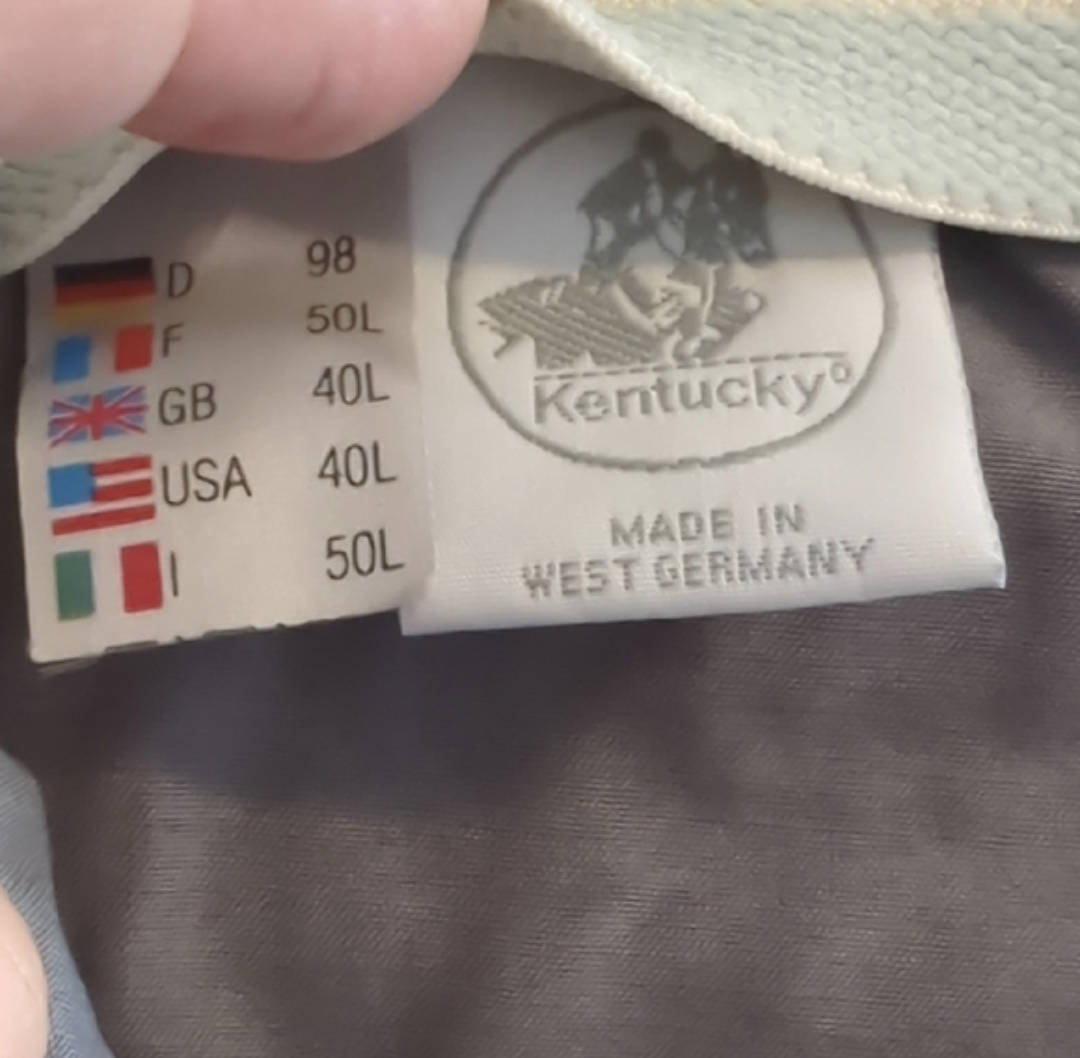 D 98
F 50L
GB 40L
USA 40L
I 50L
Kentucky
MADE IN
WEST GERMANY